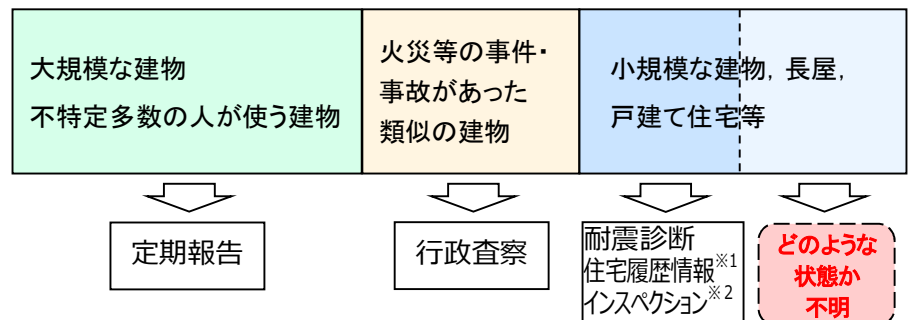 大規模な建物
不特定多数の人が使う建物
火災等の事件・
事故があった
類似の建物
小規模な建物，長屋，
戸建て住宅等
定期報告
行政査察
耐震診断
住宅履歴情報※1
インスペクション※2
どのような
状態か
不明